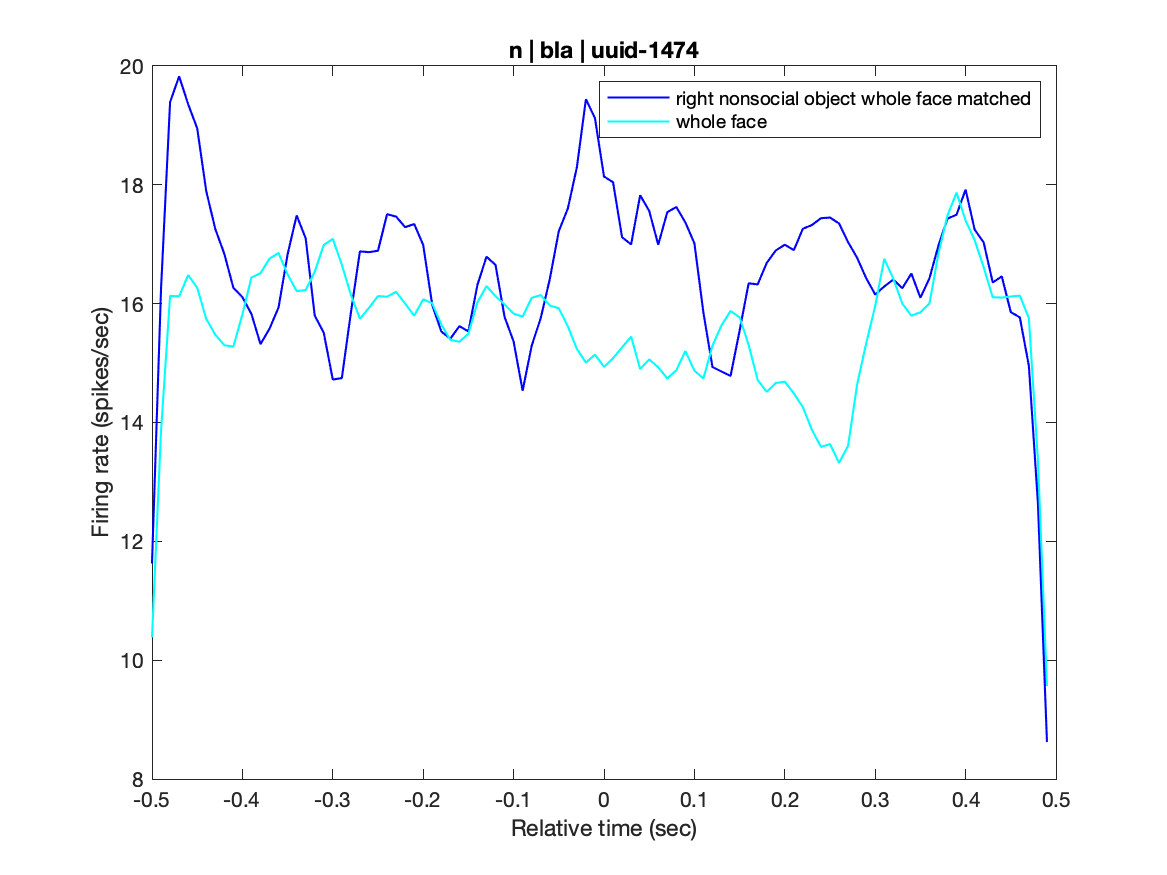 n | bla | uuid-1474
right nonsocial object whole face matched
whole face
Firing rate (spikes/sec)
20
18
16
14
12
10
8
-0.5 -0.4 -0.3 -0.2 -0.1 0 0.1 0.2 0.3 0.4 0.5
Relative time (sec)